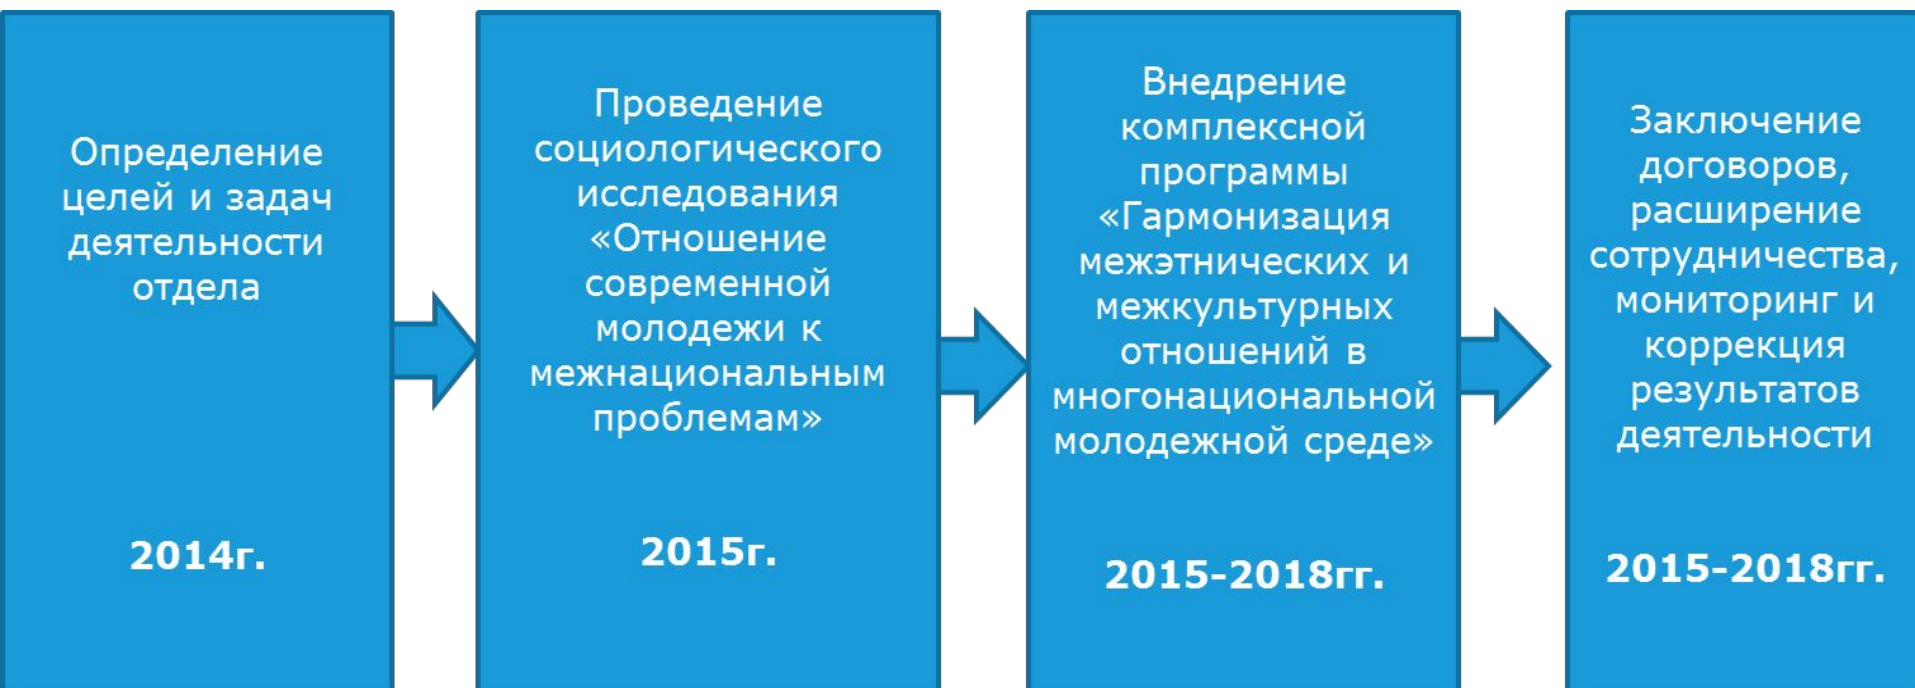 Определение
целей и задач
деятельности
отдела
2014г.
Проведение
социологического
исследования
«Отношение
современной
молодежи к
межнациональным
проблемам»
2015г.
Внедрение
комплексной
программы
«Гармонизация
межэтнических и
межкультурных
отношений в
многонациональной
молодежной среде»
2015-2018гг.
Заключение
договоров,
расширение
сотрудничества,
мониторинг и
коррекция
результатов
деятельности
2015-2018гг.